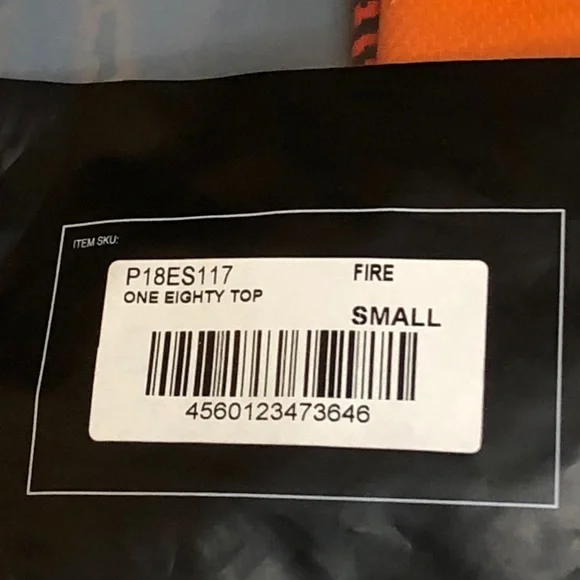 ITEM SKU:
P18ES117 FIRE
ONE EIGHTY TOP
SMALL
4560123473646